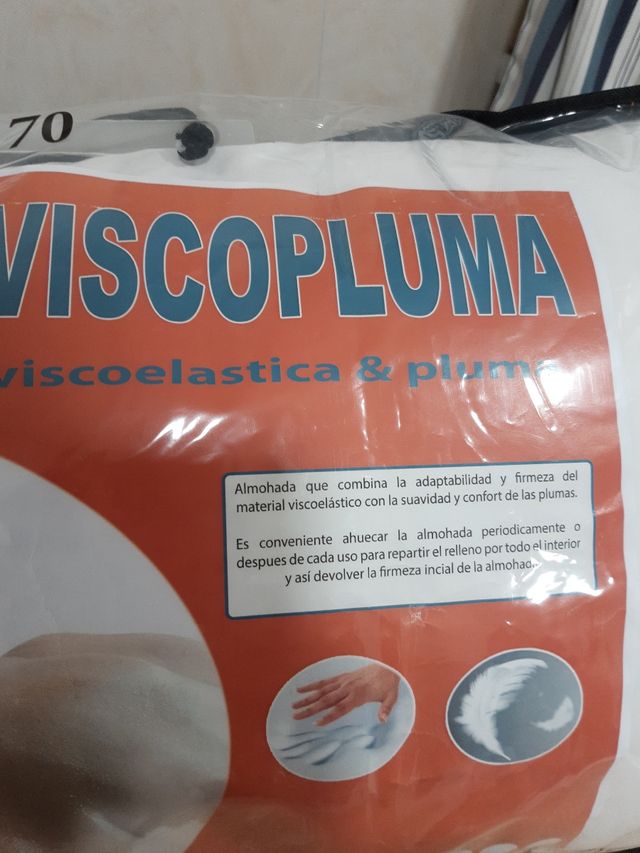 70
VISCOPLUMA
viscoelastica & pluma
Almohada que combina la adaptabilidad y firmeza del
material viscoelástico con la suavidad y confort de las plumas.
Es conveniente ahuecar la almohada periodicamente o
despues de cada uso para repartir el relleno por todo el interior
y así devolver la firmeza incial de la almohada.